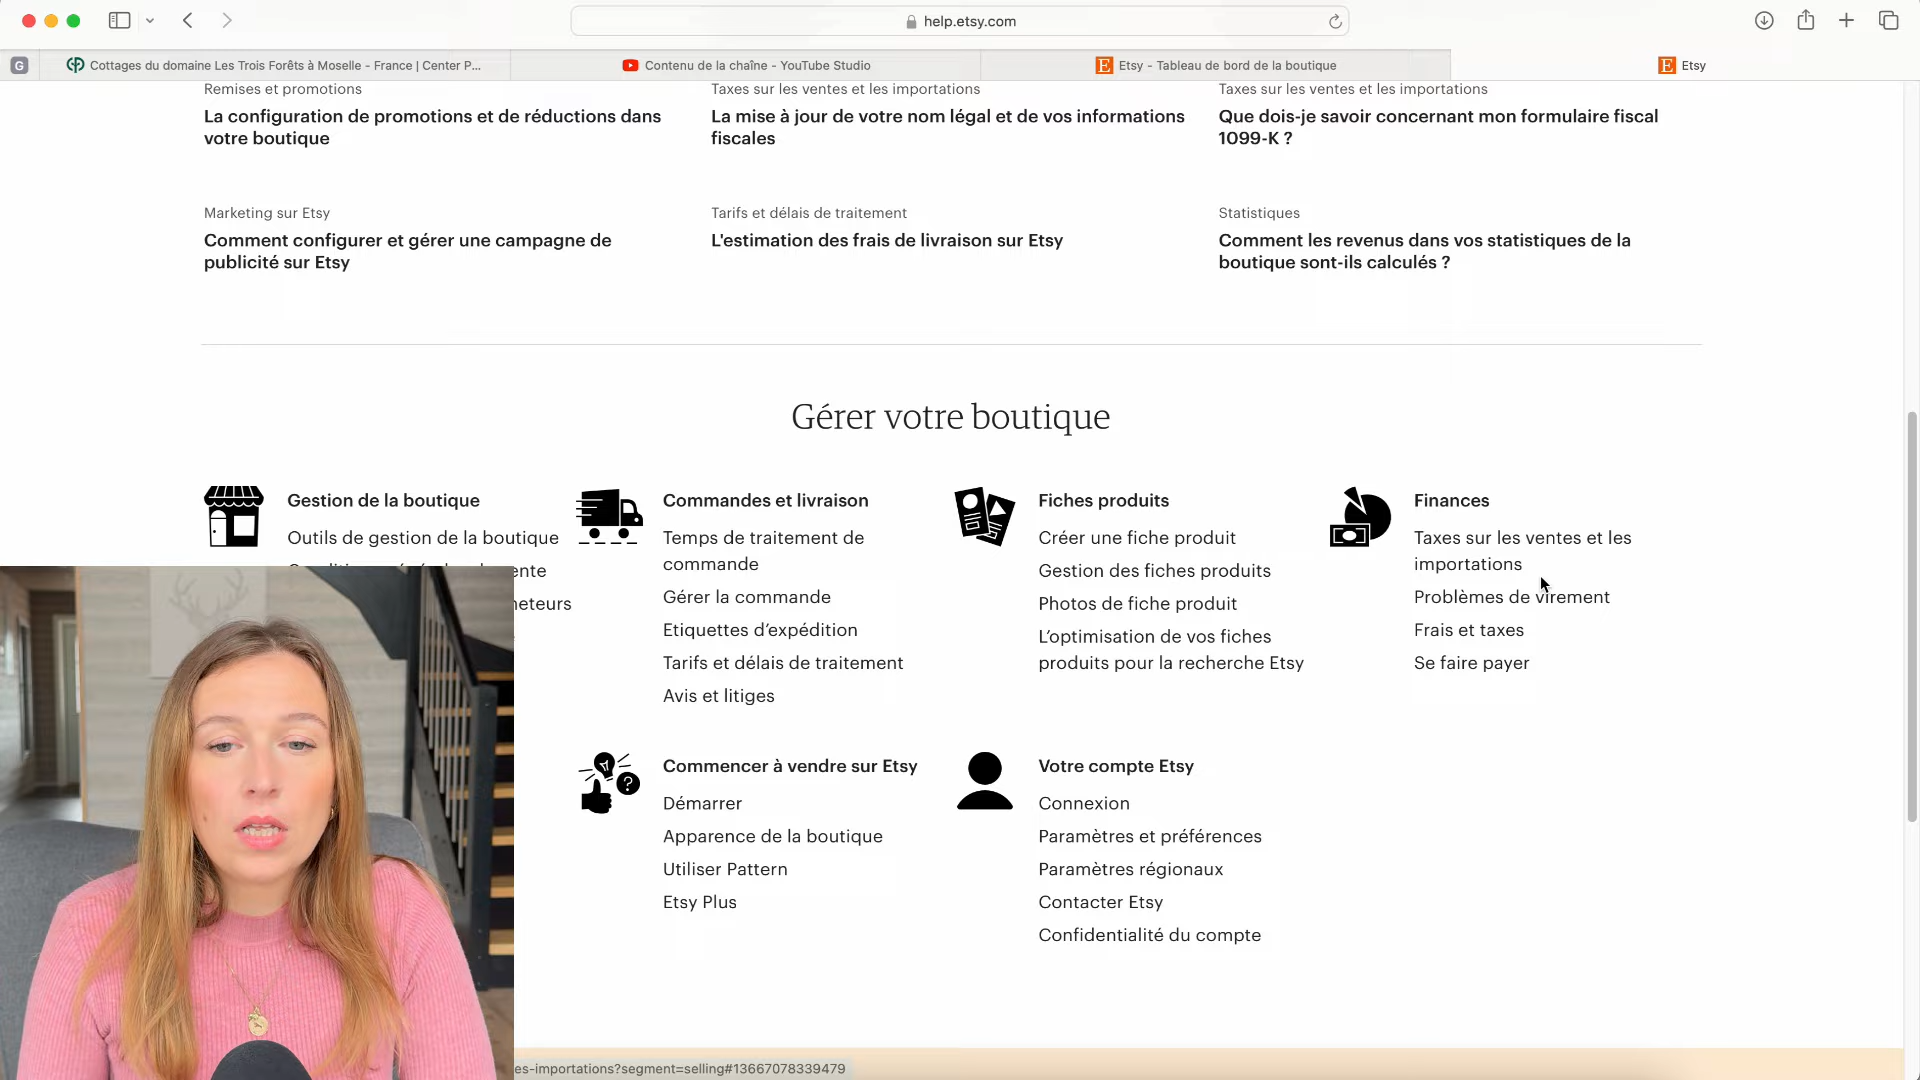 help.etsy.com
G
Cottages du domaine Les Trois Forêts à Moselle - France | Center P...
Contenu de la chaîne - YouTube Studio
E Etsy - Tableau de bord de la boutique
E Etsy
Remises et promotions
La configuration de promotions et de réductions dans
votre boutique
Taxes sur les ventes et les importations
La mise à jour de votre nom légal et de vos informations
fiscales
Taxes sur les ventes et les importations
Que dois-je savoir concernant mon formulaire fiscal
1099-K ?
Marketing sur Etsy
Comment configurer et gérer une campagne de
publicité sur Etsy
Tarifs et délais de traitement
L'estimation des frais de livraison sur Etsy
Statistiques
Comment les revenus dans vos statistiques de la
boutique sont-ils calculés ?
Gérer votre boutique
Gestion de la boutique
Outils de gestion de la boutique
Commandes et livraison
Temps de traitement de
commande
Gérer la commande
Etiquettes d’expédition
Tarifs et délais de traitement
Avis et litiges
Fiches produits
Créer une fiche produit
Gestion des fiches produits
Photos de fiche produit
L’optimisation de vos fiches
produits pour la recherche Etsy
Finances
Taxes sur les ventes et les
importations
Problèmes de virement
Frais et taxes
Se faire payer
Commencer à vendre sur Etsy
Démarrer
Apparence de la boutique
Utiliser Pattern
Etsy Plus
Votre compte Etsy
Connexion
Paramètres et préférences
Paramètres régionaux
Contacter Etsy
Confidentialité du compte
es-importations?segment=selling#13667078339479